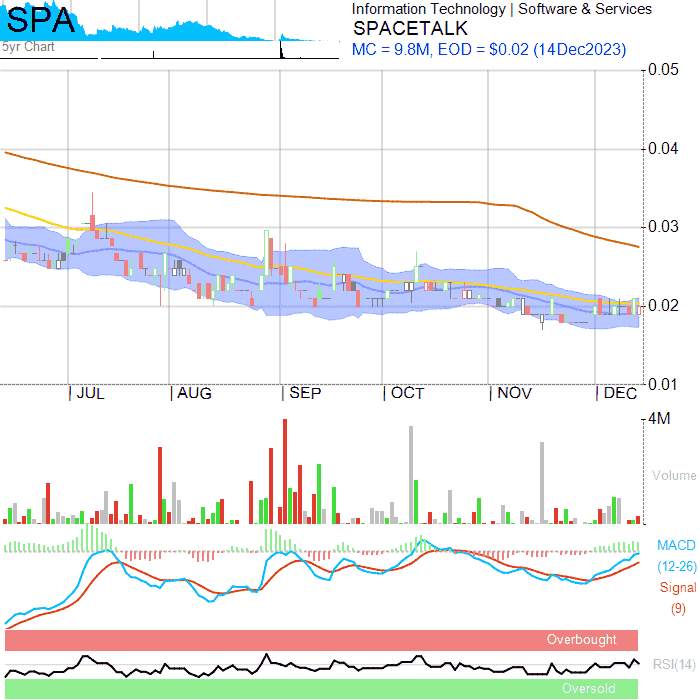 SPA
5yr Chart
Information Technology | Software & Services
SPACETALK
MC = 9.8M, EOD = $0.02 (14Dec2023)
0.05
0.04
0.03
0.02
0.01
| JUL | AUG | SEP | OCT | NOV | DEC
4M
Volume
MACD
(12-26)
Signal
(9)
Overbought
RSI(14)
Oversold